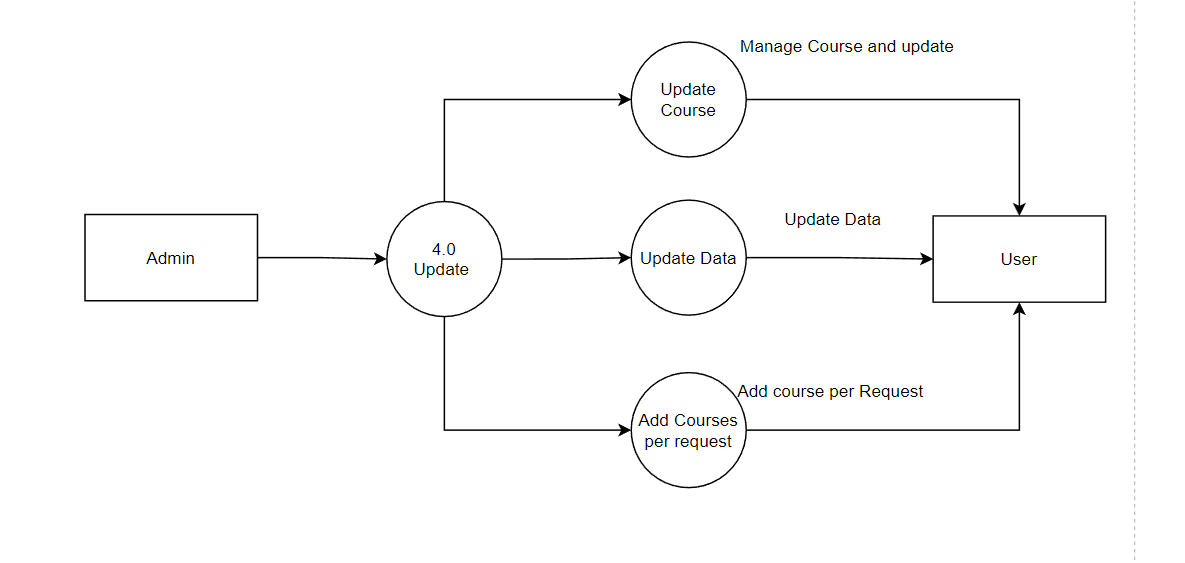 Manage Course and update
Update
Course
Admin
4.0
Update
Update Data
Update Data
User
Add Courses
per request
Add course per Request